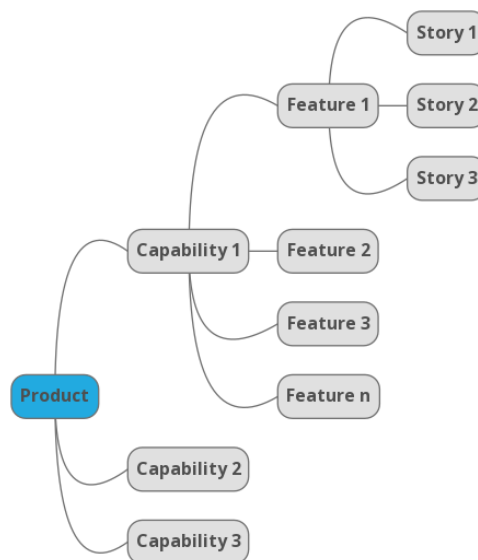 Story 1
Feature 1
Story 2
Story 3
Capability 1
Feature 2
Feature 3
Product
Feature n
Capability 2
Capability 3